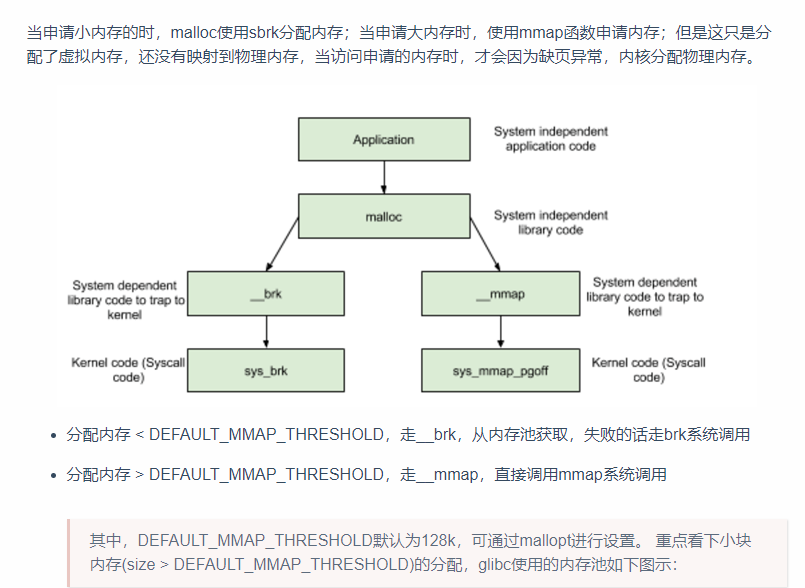 当申请小内存的时，malloc使用sbrk分配内存；当申请大内存时，使用mmap函数申请内存；但是这只是分
配了虚拟内存，还没有映射到物理内存，当访问申请的内存时，才会因为缺页异常，内核分配物理内存。
Application
System independent
application code
malloc
System independent
library code
System dependent
library code to trap to
kernel
__brk
__mmap
System dependent
library code to trap to
kernel
Kernel code (Syscall
code)
sys_brk
sys_mmap_pgoff
Kernel code (Syscall
code)
• 分配内存 < DEFAULT_MMAP_THRESHOLD，走__brk，从内存池获取，失败的话走brk系统调用
• 分配内存 > DEFAULT_MMAP_THRESHOLD，走__mmap，直接调用mmap系统调用
其中，DEFAULT_MMAP_THRESHOLD默认为128k，可通过mallopt进行设置。 重点看下小块
内存(size > DEFAULT_MMAP_THRESHOLD)的分配，glibc使用的内存池如下图示：